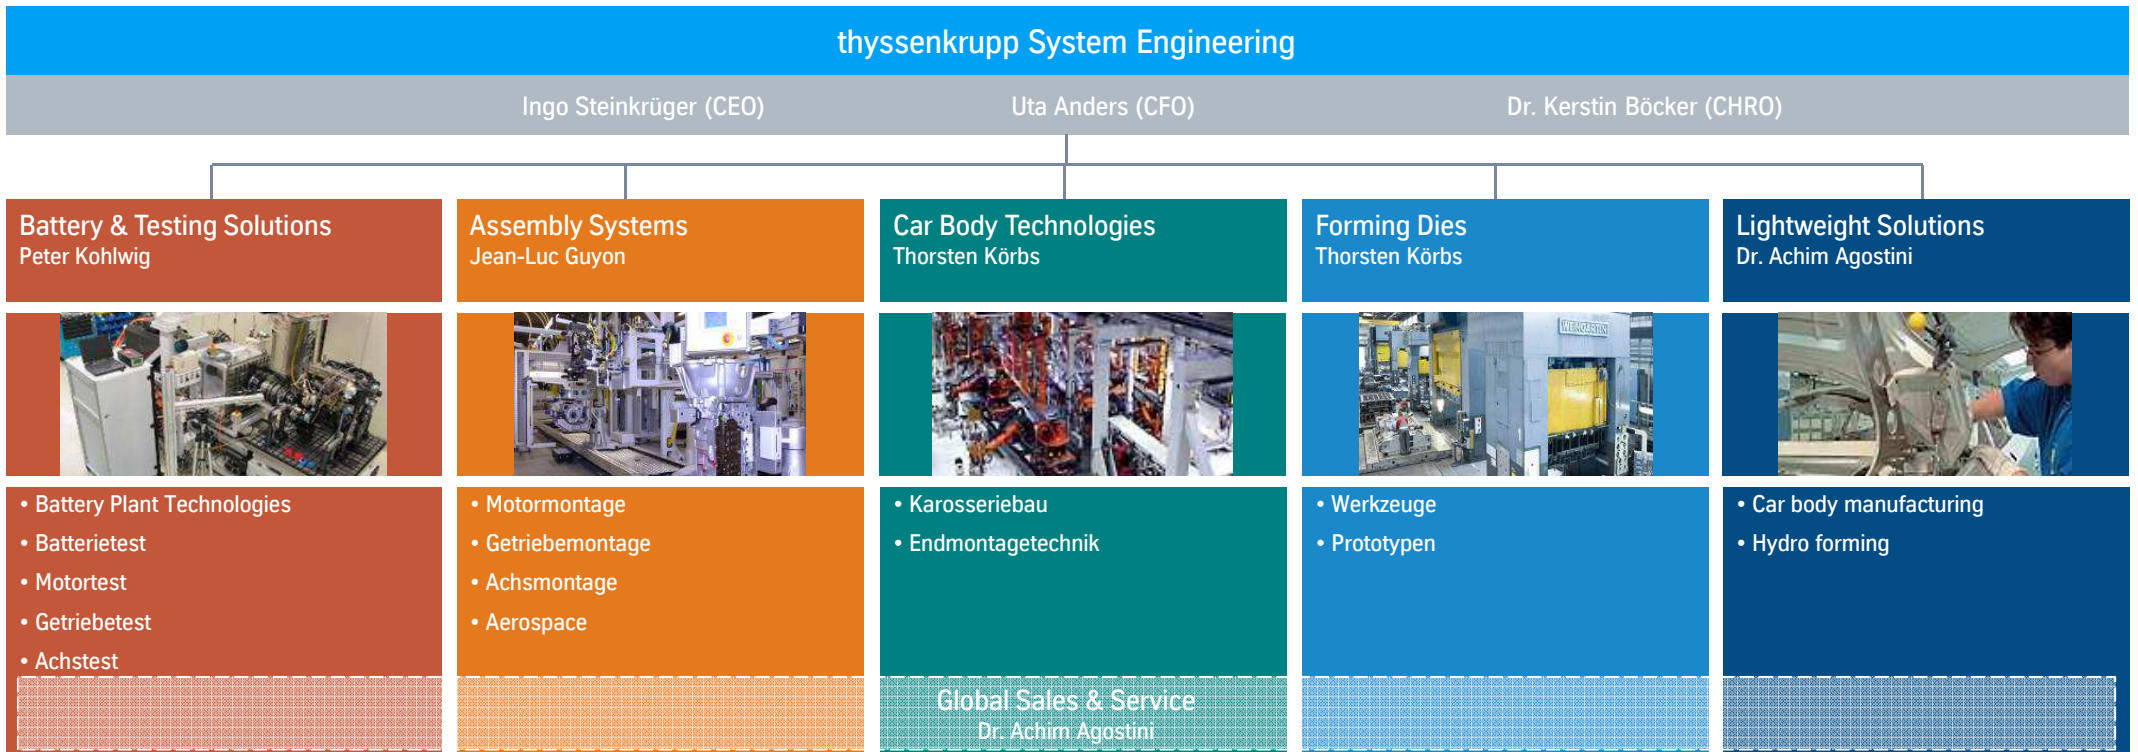 thyssenkrupp System Engineering
Ingo Steinkrüger (CEO)
Uta Anders (CFO)
Dr. Kerstin Böcker (CHRO)
Battery & Testing Solutions
Peter Kohlwig
Assembly Systems
Jean-Luc Guyon
Car Body Technologies
Thorsten Körbs
Forming Dies
Thorsten Körbs
Lightweight Solutions
Dr. Achim Agostini
WEINGARTEN
• Battery Plant Technologies
• Batterietest
• Motortest
• Getriebetest
• Achstest
• Motormontage
• Getriebemontage
• Achsmontage
• Aerospace
• Karosseriebau
• Endmontagetechnik
• Werkzeuge
• Prototypen
• Car body manufacturing
• Hydro forming
Global Sales & Service
Dr. Achim Agostini